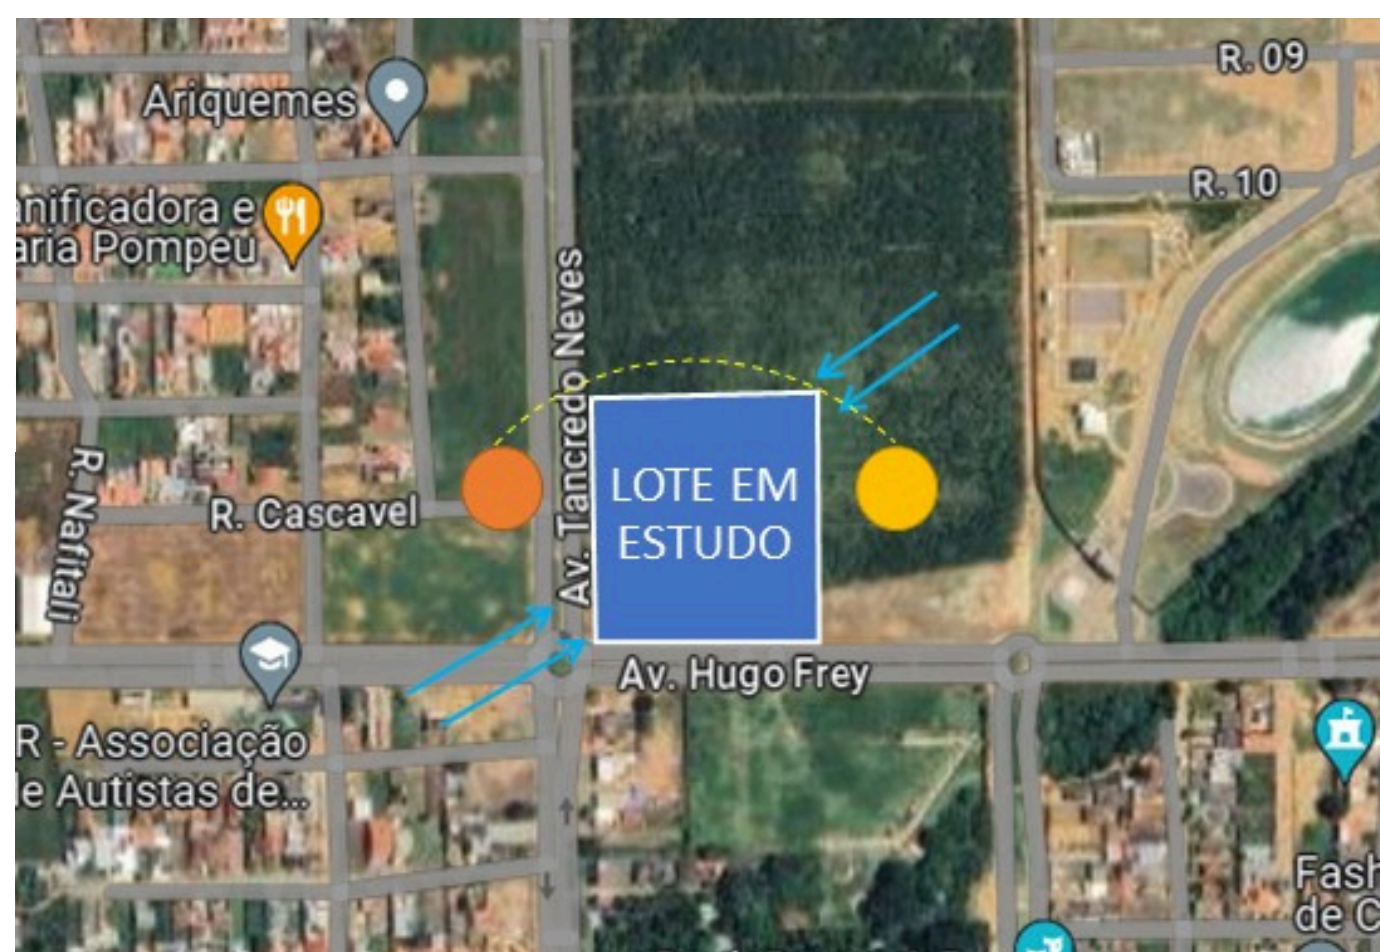 R. 09
Ariquemes
R. 10
anificadora e
aria Pompeu
Av. Tancredo Neves
LOTE EM
ESTUDO
R. Nafitali
R. Cascavel
Av. Hugo Frey
R - Associação
le Autistas de...
Fash
de C